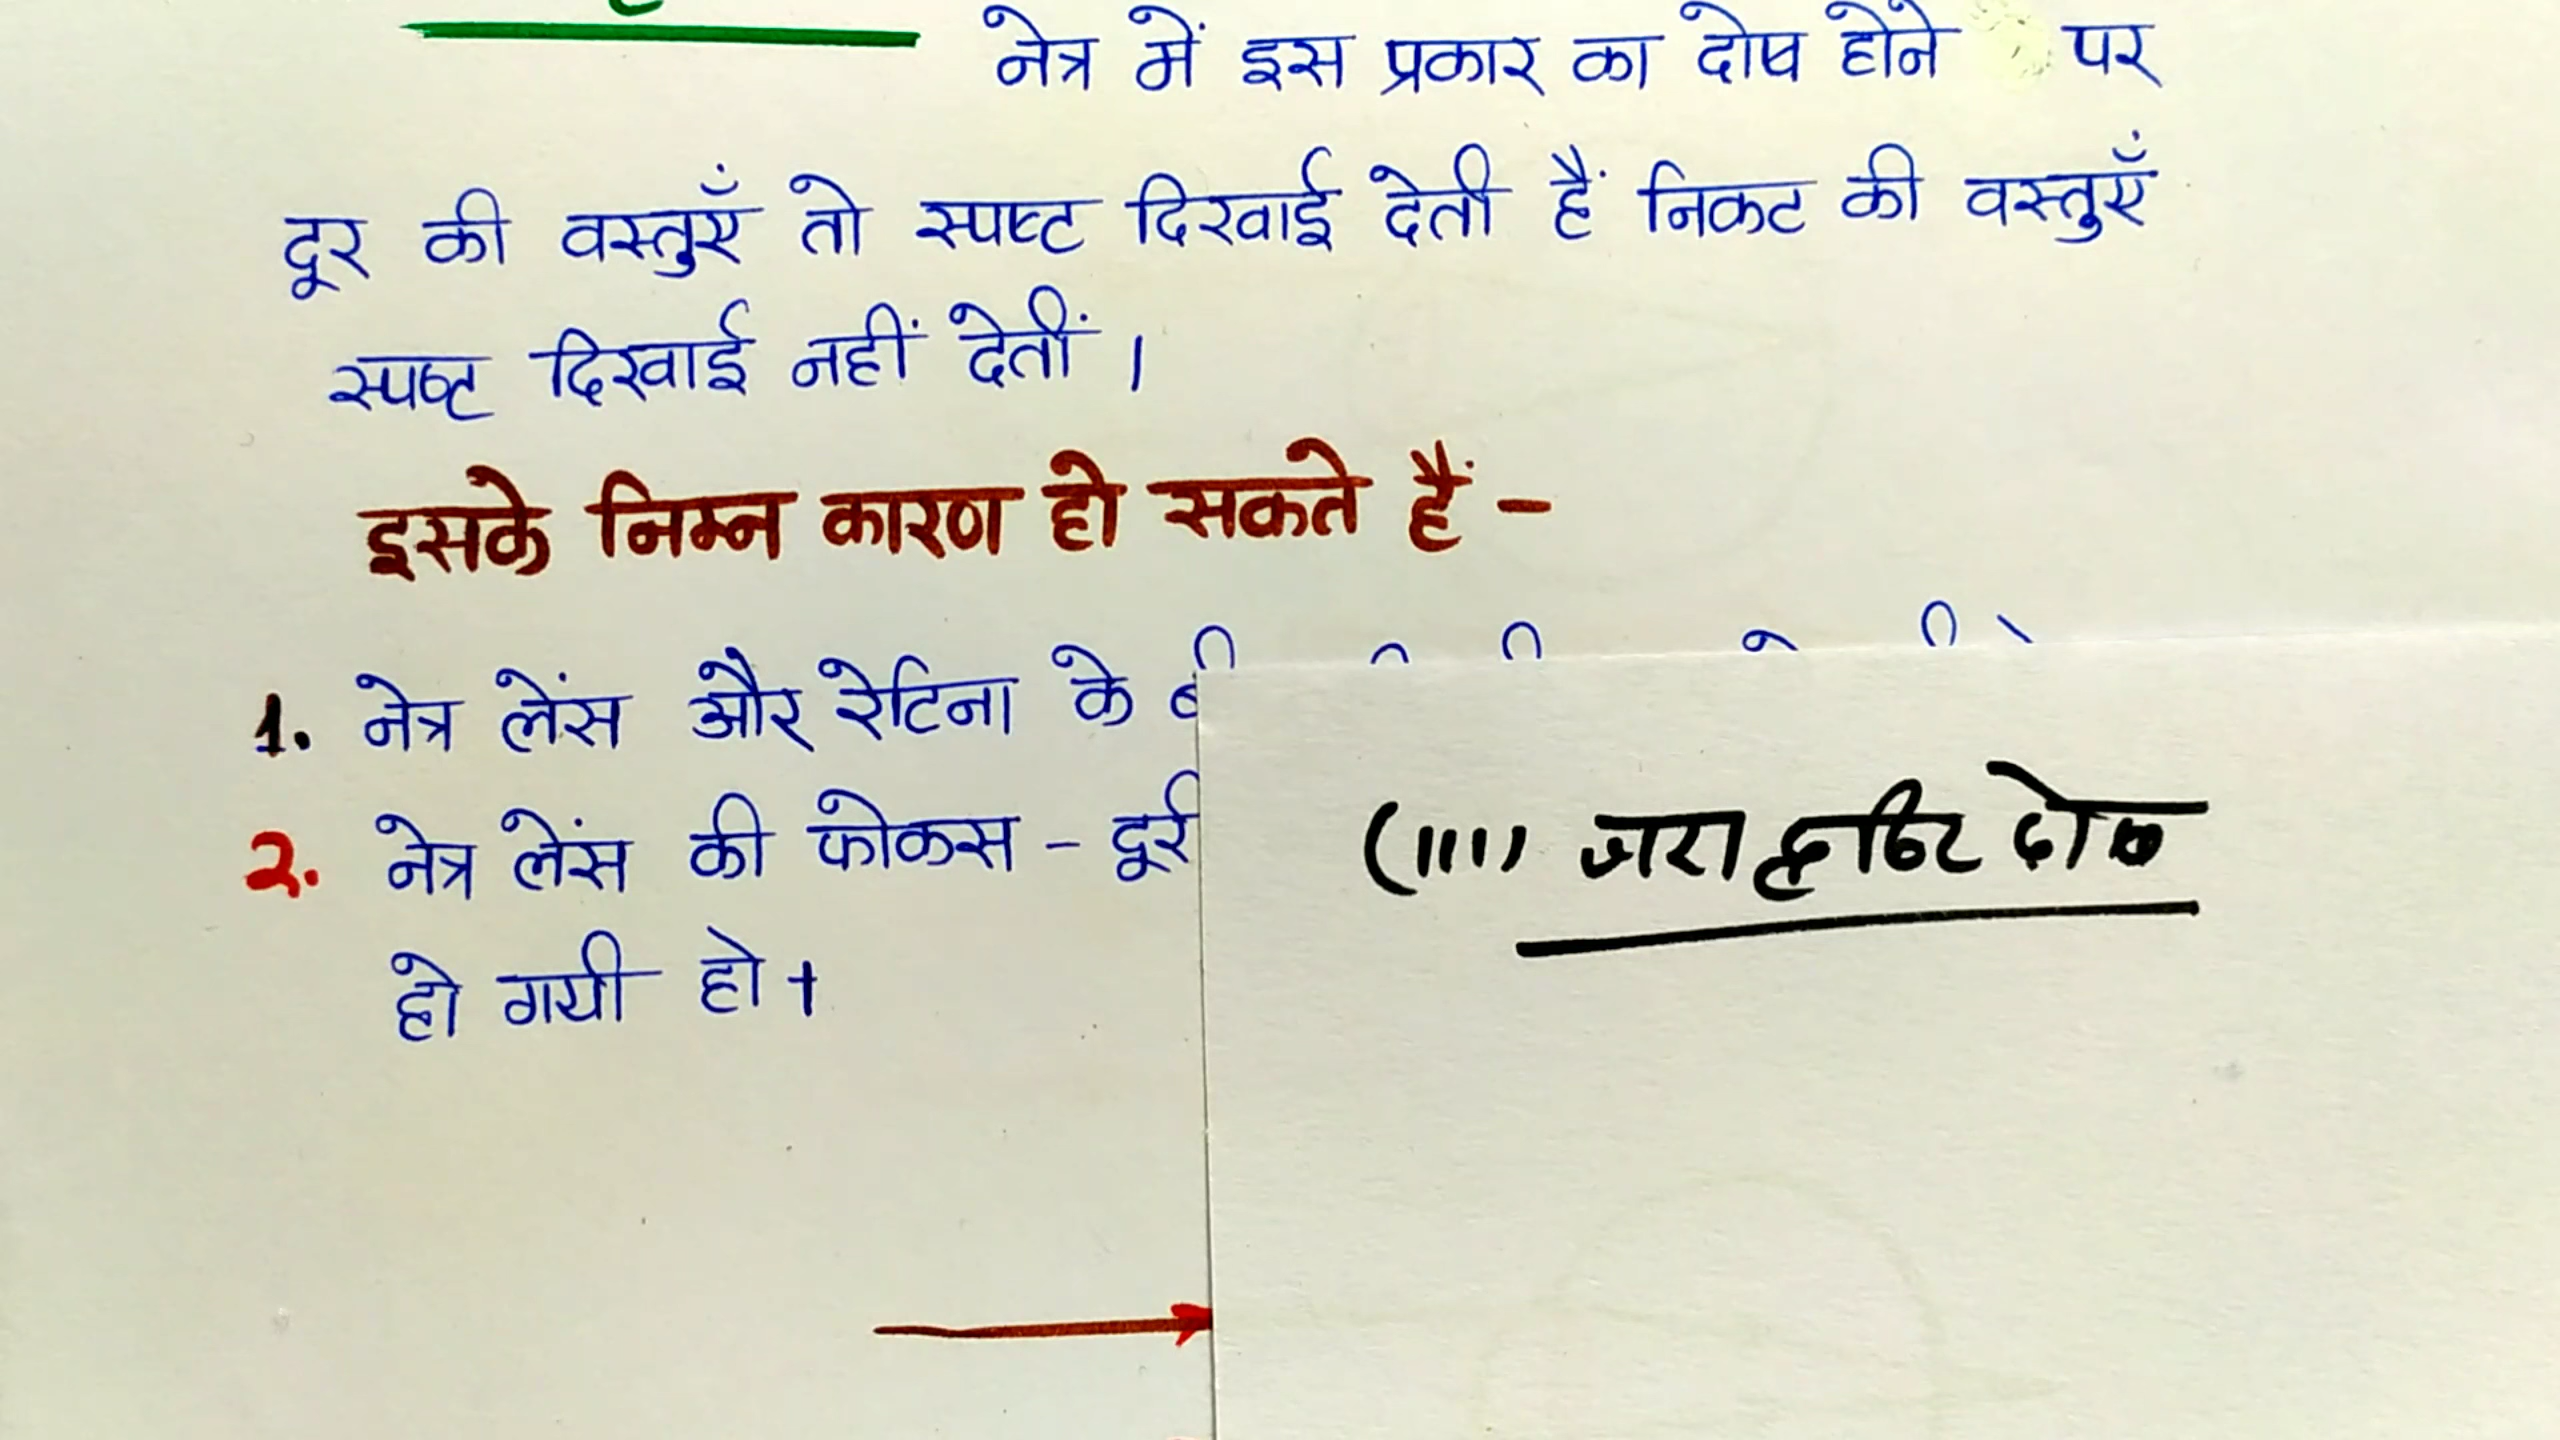 नेत्र में इस प्रकार का दोष होने पर
दूर की वस्तुएँ तो स्पष्ट दिखाई देती हैं निकट की वस्तुएँ
स्पष्ट दिखाई नहीं देतीं ।
इसके निम्न कारण हो सकते हैं -
1. नेत्र लेंस और रेटिना के
2. नेत्र लेंस की फोकस - दूरी
हो गयी हो ।
(iii) जरा दृष्टि दोष